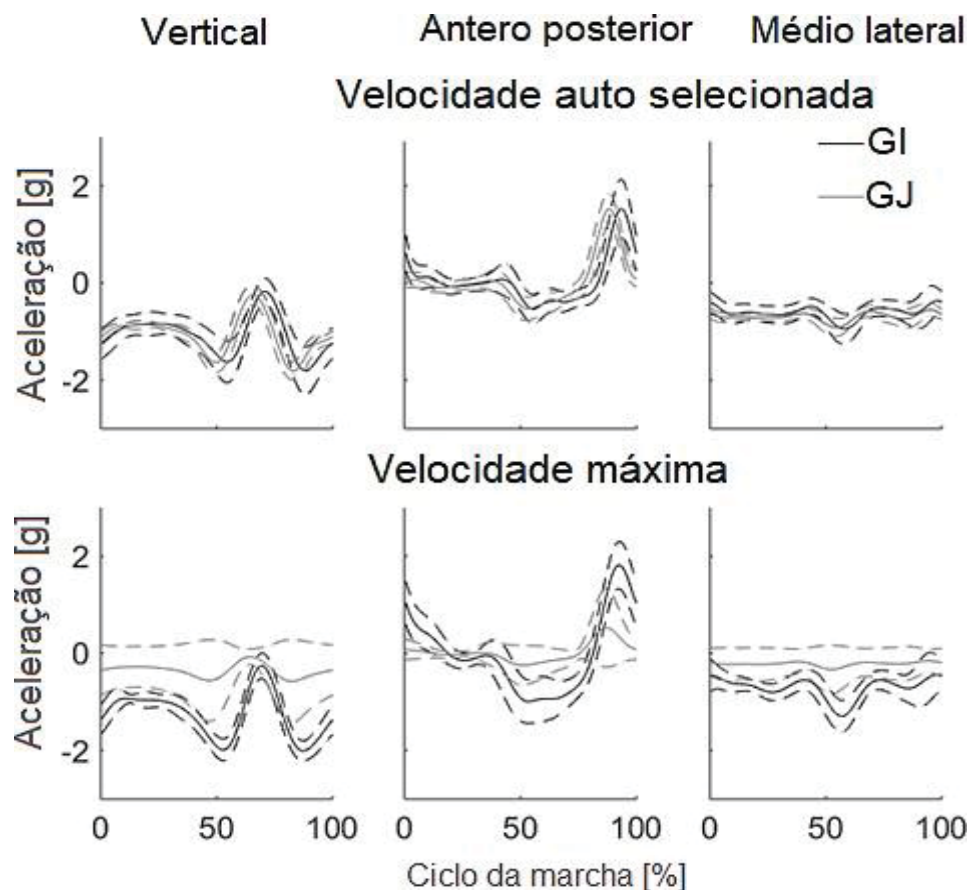 Vertical
Antero posterior
Médio lateral
Velocidade auto selecionada
GI
GJ
Aceleração [g]
2
0
-2
Velocidade máxima
Aceleração [g]
2
0
-2
0
50
100
0
50
100
0
50
100
Ciclo da marcha [%]